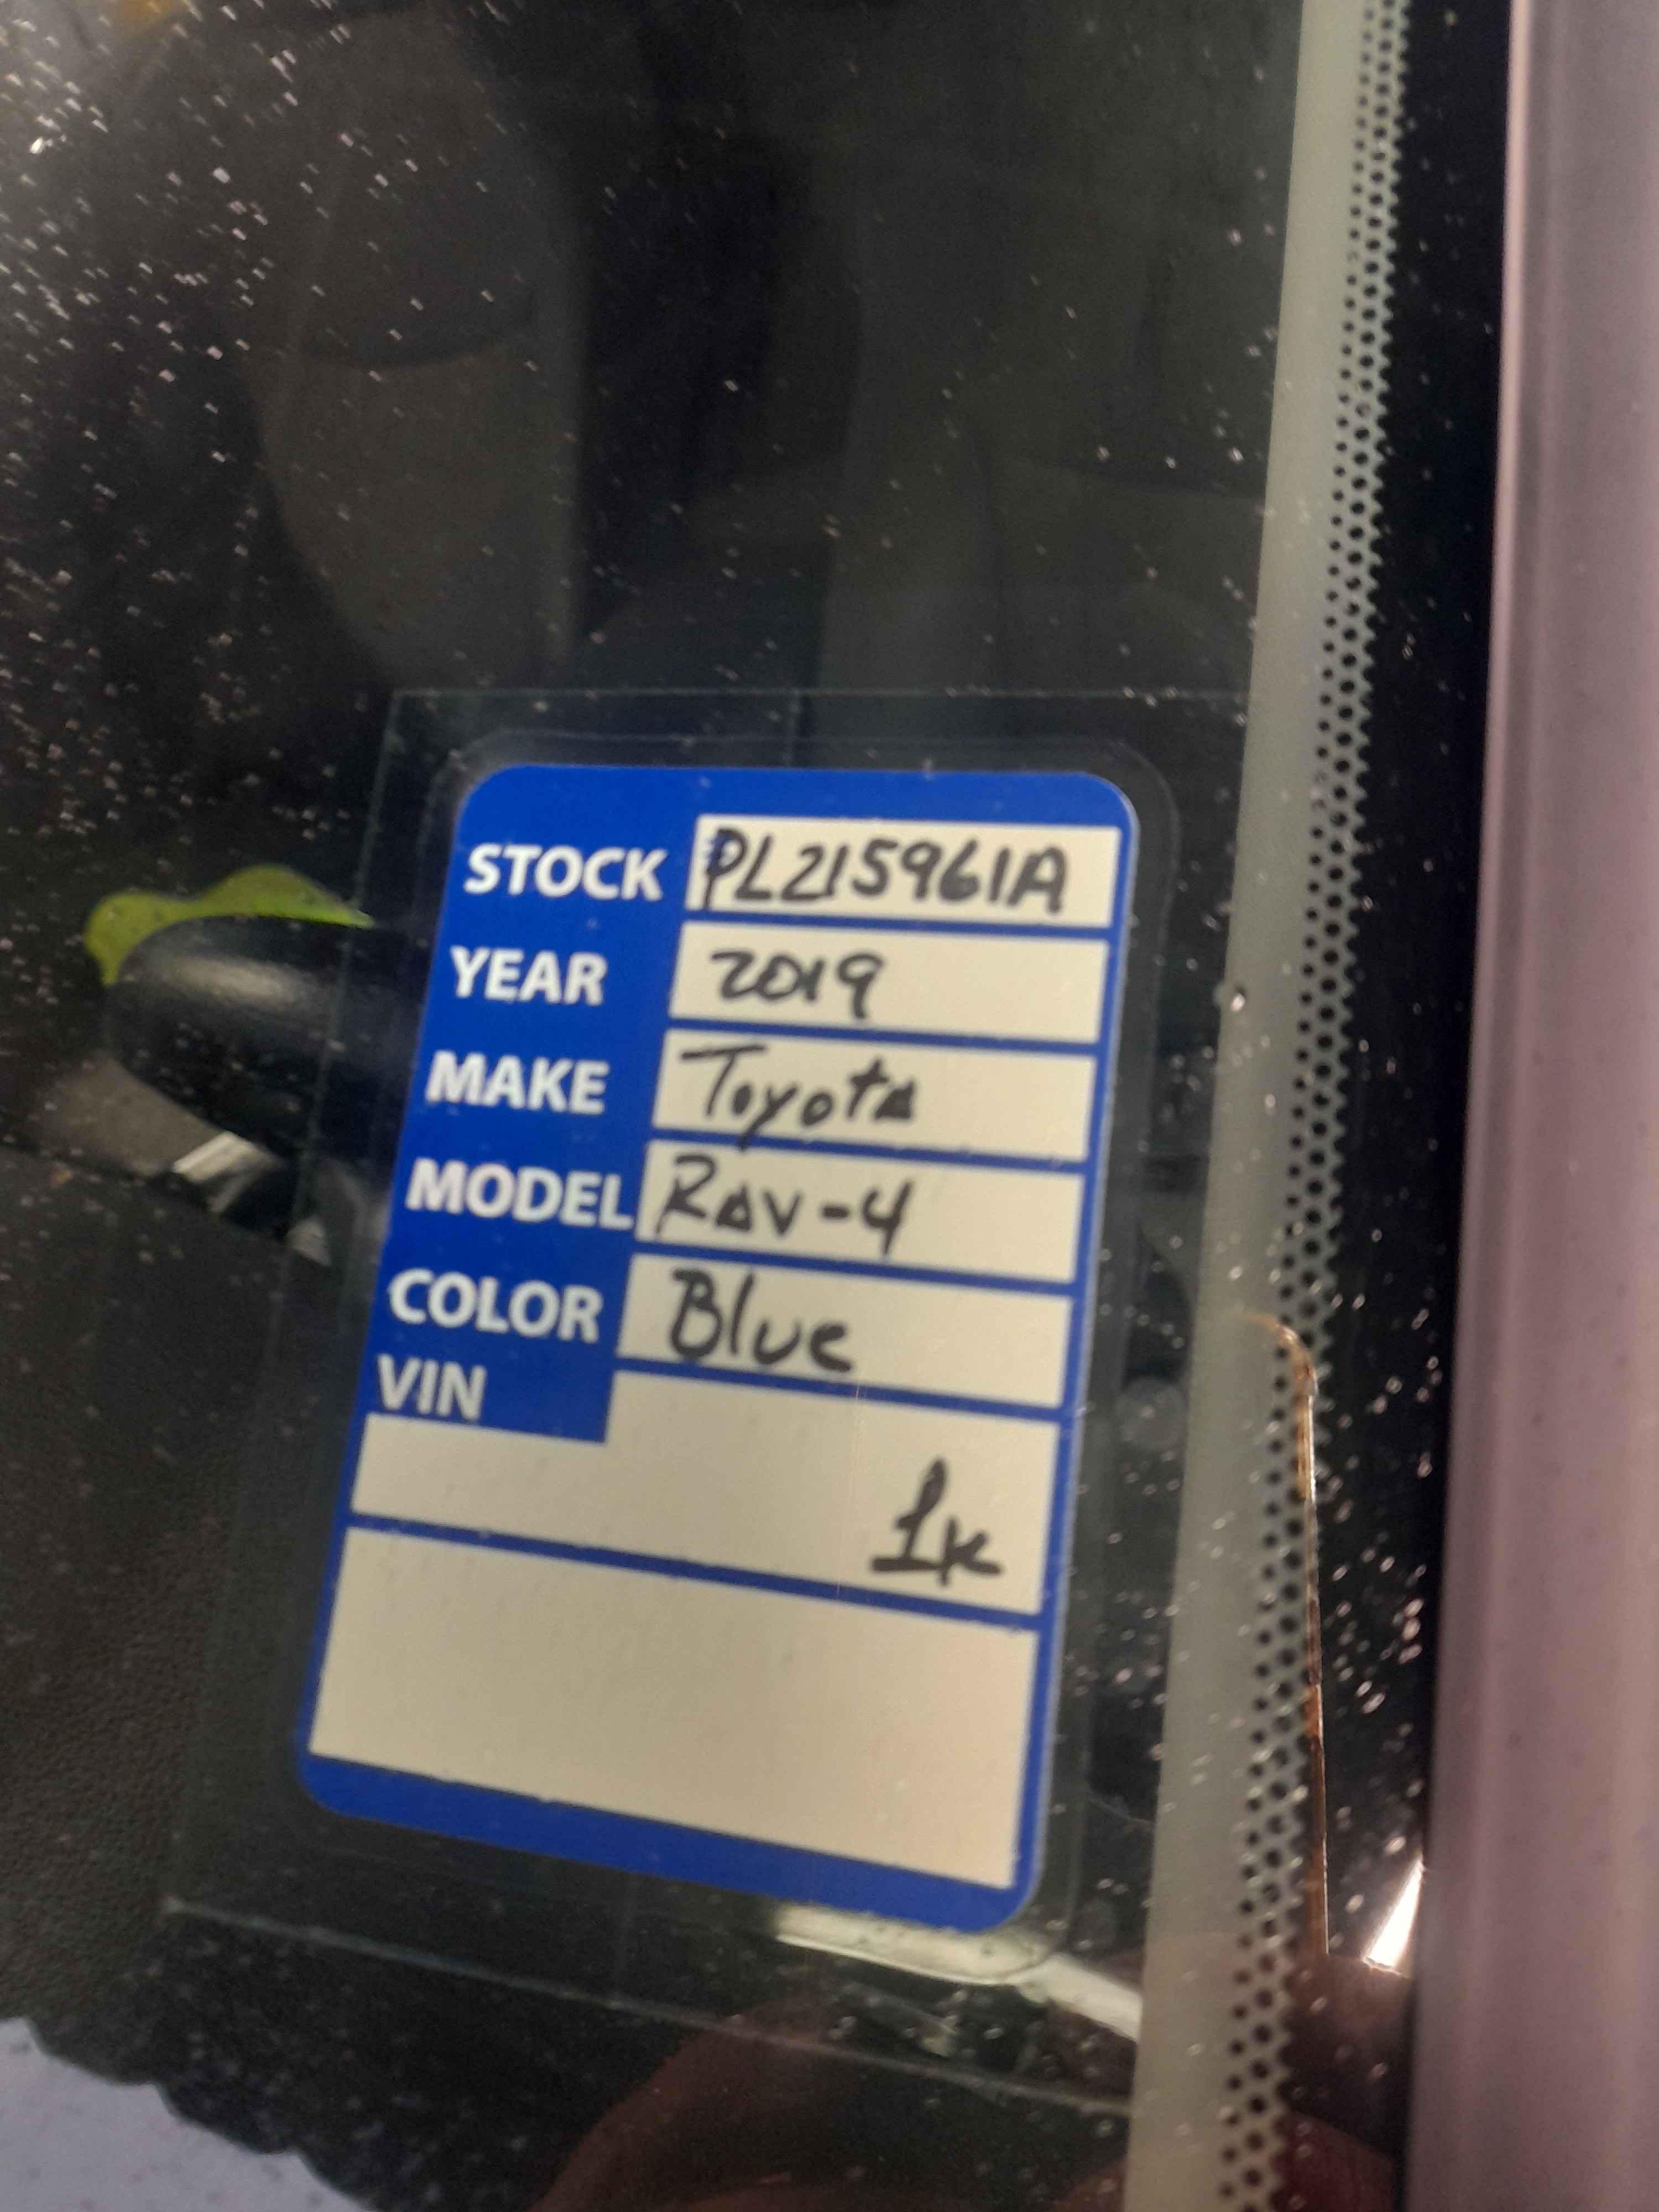 STOCK PL215961A
YEAR 2019
MAKE Toyota
MODEL RAV-4
COLOR Blue
VIN
1k